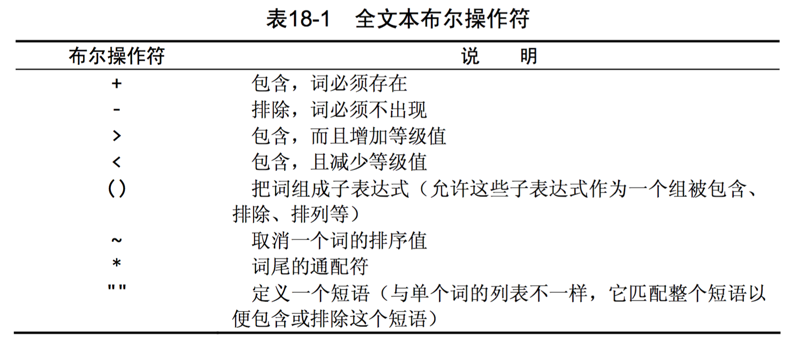 表18-1 全文本布尔操作符
布尔操作符 说 明
+ 包含，词必须存在
- 排除，词必须不出现
> 包含，而且增加等级值
< 包含，且减少等级值
() 把词组成子表达式（允许这些子表达式作为一个组被包含、
排除、排列等）
~ 取消一个词的排序值
* 词尾的通配符
"" 定义一个短语（与单个词的列表不一样，它匹配整个短语以
便包含或排除这个短语）